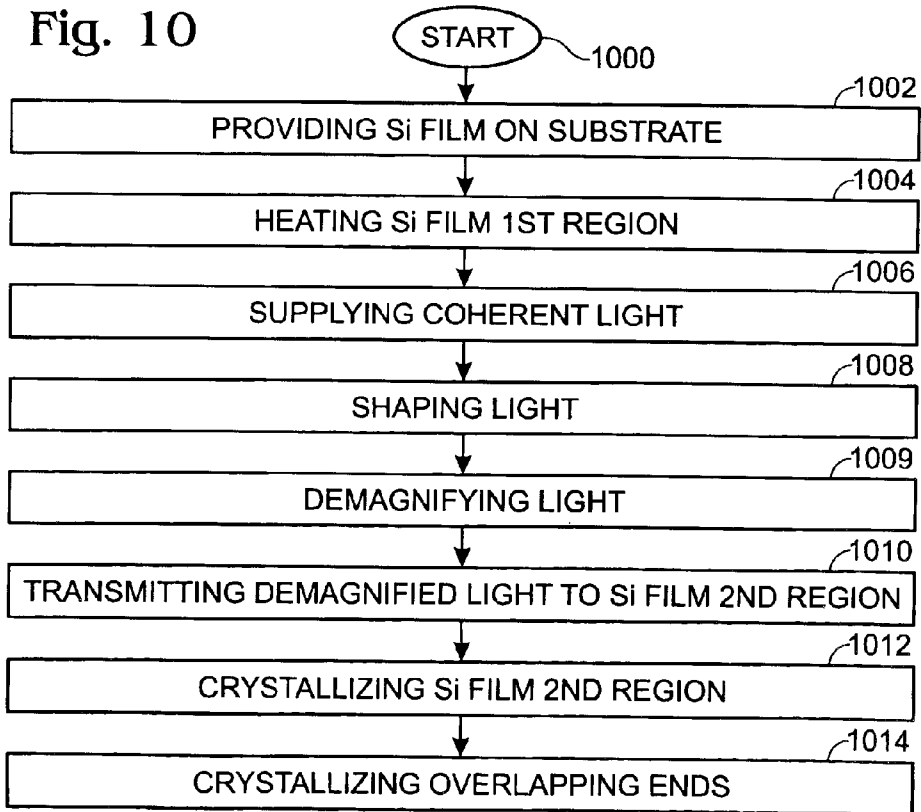 Fig. 10
START
1000
1002
PROVIDING Si FILM ON SUBSTRATE
1004
HEATING Si FILM 1ST REGION
1006
SUPPLYING COHERENT LIGHT
1008
SHAPING LIGHT
1009
DEMAGNIFYING LIGHT
1010
TRANSMITTING DEMAGNIFIED LIGHT TO Si FILM 2ND REGION
1012
CRYSTALLIZING Si FILM 2ND REGION
1014
CRYSTALLIZING OVERLAPPING ENDS